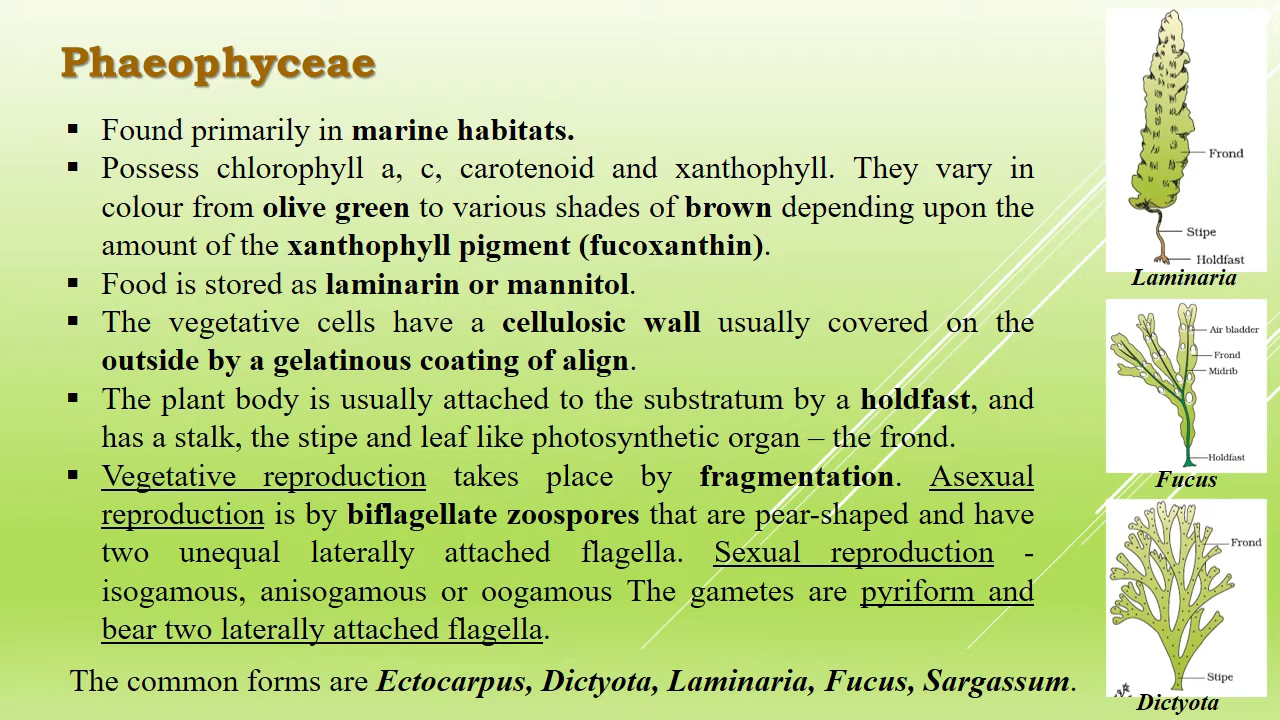 Phaeophyceae
▪ Found primarily in marine habitats.
▪ Possess chlorophyll a, c, carotenoid and xanthophyll. They vary in
colour from olive green to various shades of brown depending upon the
amount of the xanthophyll pigment (fucoxanthin).
▪ Food is stored as laminarin or mannitol.
▪ The vegetative cells have a cellulosic wall usually covered on the
outside by a gelatinous coating of align.
▪ The plant body is usually attached to the substratum by a holdfast, and
has a stalk, the stipe and leaf like photosynthetic organ – the frond.
▪ Vegetative reproduction takes place by fragmentation. Asexual
reproduction is by biflagellate zoospores that are pear-shaped and have
two unequal laterally attached flagella. Sexual reproduction -
isogamous, anisogamous or oogamous The gametes are pyriform and
bear two laterally attached flagella.
The common forms are Ectocarpus, Dictyota, Laminaria, Fucus, Sargassum.
Frond
Stipe
Holdfast
Laminaria
Air bladder
Frond
Midrib
Holdfast
Fucus
Frond
Stipe
Dictyota